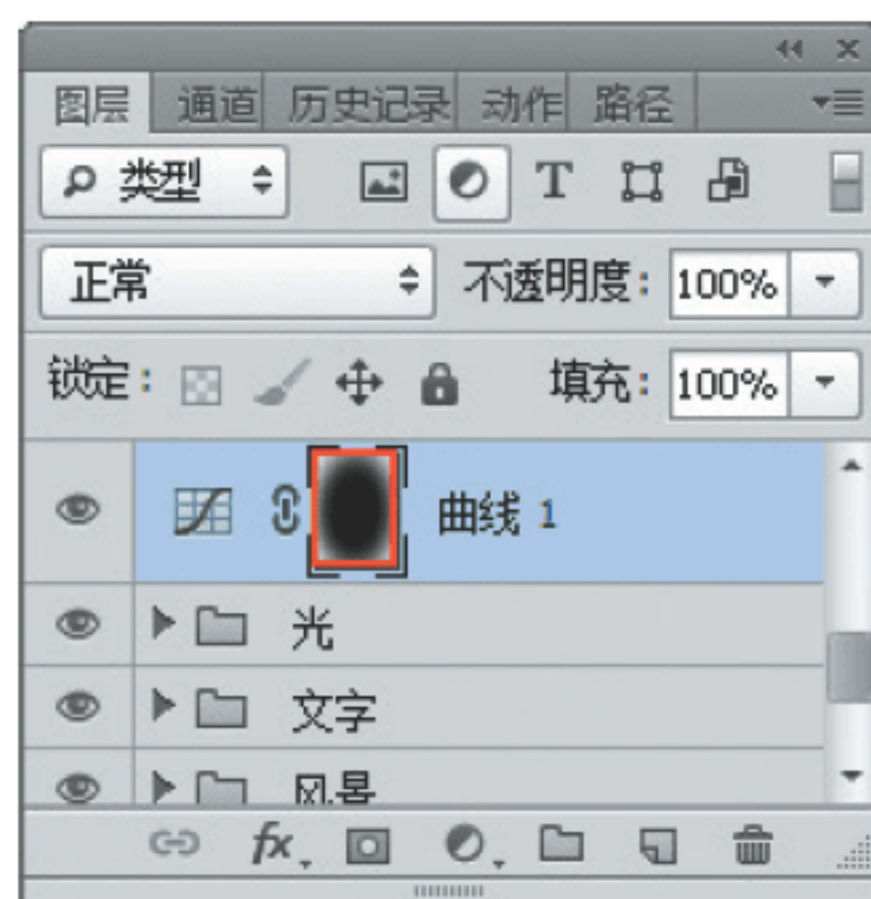 图层 通道 历史记录 动作 路径
类型 T
正常 不透明度: 100%
锁定: 填充: 100%
曲线 1
光
文字
风景
fx